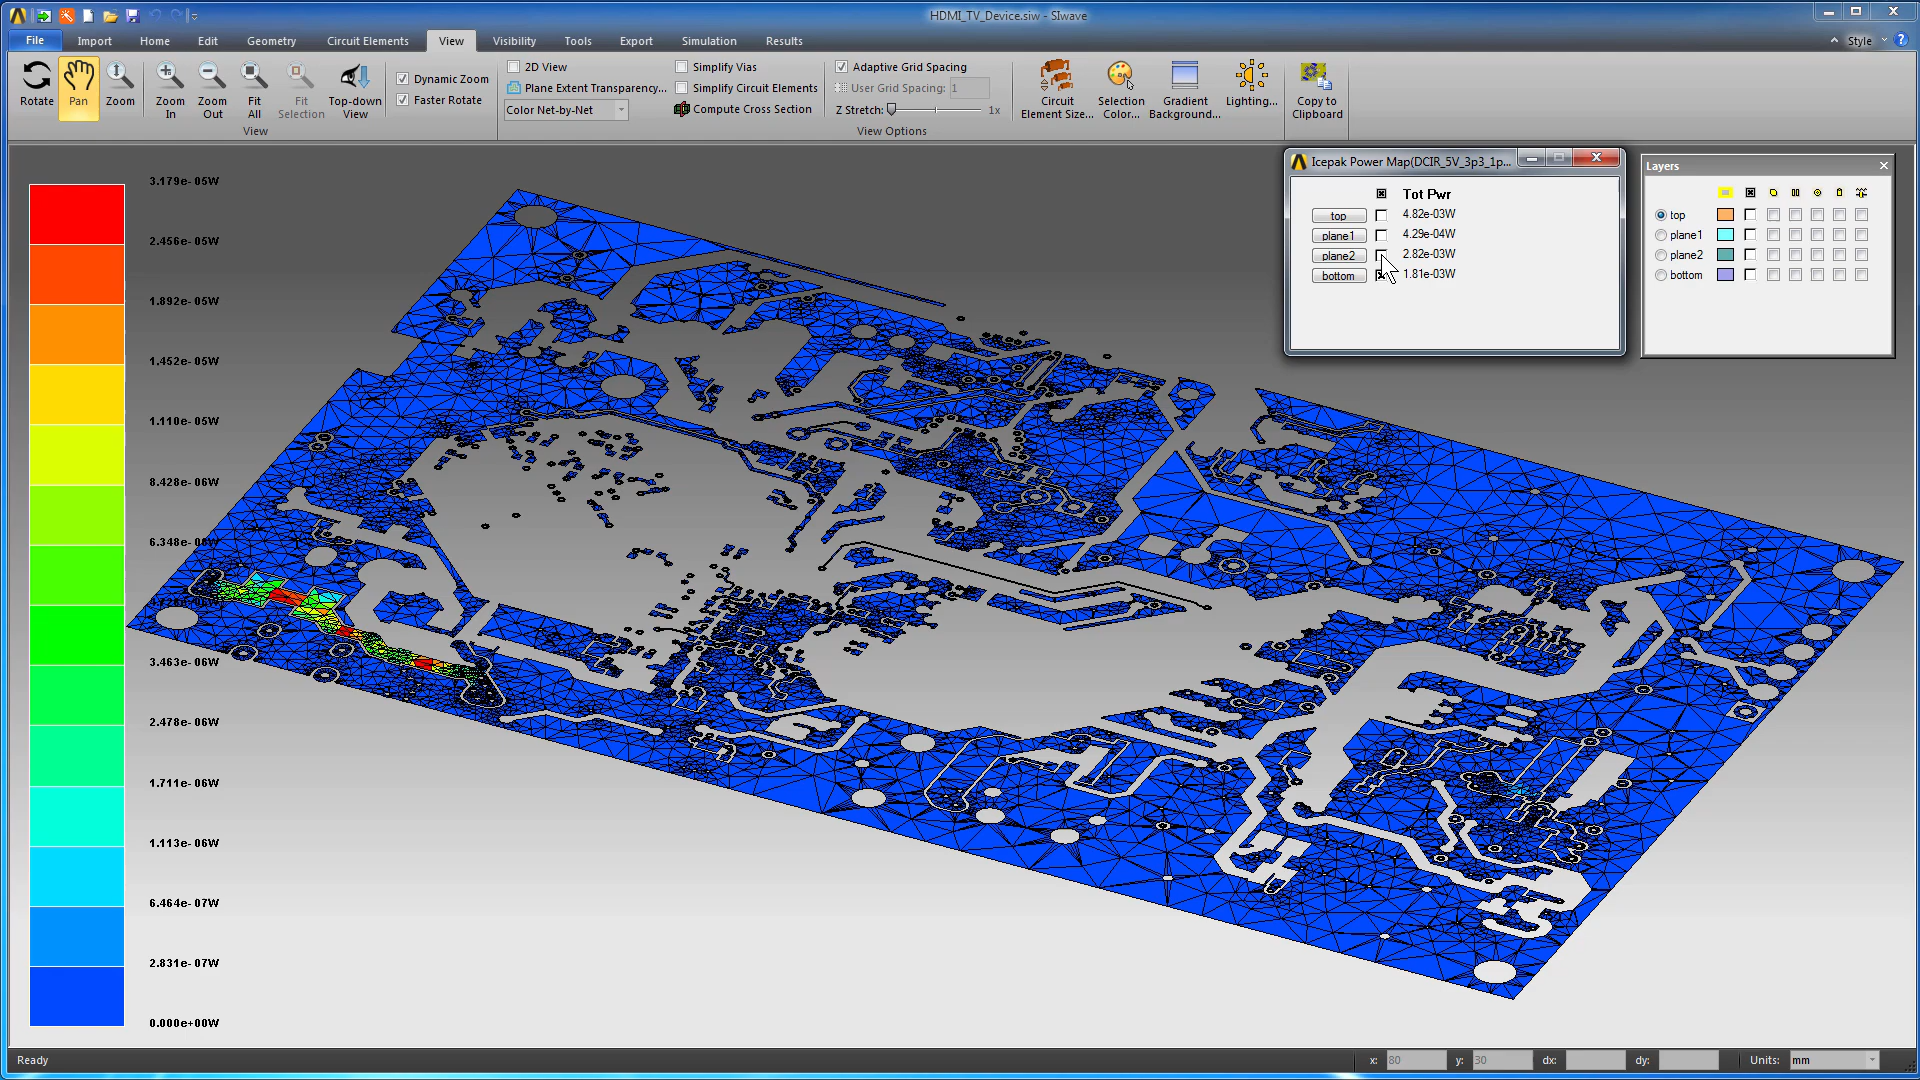 HDMI_TV_Device.siw - SIwave
File Import Home Edit Geometry Circuit Elements View Visibility Tools Export Simulation Results Style
Rotate Pan Zoom
Zoom In
Zoom Out
Fit All
Fit Selection
Top-down View
Dynamic Zoom
Faster Rotate
View
2D View
Plane Extent Transparency...
Color Net-by-Net
Simplify Vias
Simplify Circuit Elements
Compute Cross Section
Adaptive Grid Spacing
User Grid Spacing: 1
Z Stretch: 1x
View Options
Circuit Element Size...
Selection Color...
Gradient Background...
Lighting...
Copy to Clipboard
3.179e-05W
2.456e-05W
1.892e-05W
1.452e-05W
1.110e-05W
8.428e-06W
6.348e-06W
3.463e-06W
2.478e-06W
1.711e-06W
1.113e-06W
6.464e-07W
2.831e-07W
0.000e+00W
Icepak Power Map(DCIR_5V_3p3_1p...
Tot Pwr
top 4.82e-03W
plane1 4.29e-04W
plane2 2.82e-03W
bottom 1.81e-03W
Layers
top
plane1
plane2
bottom
Ready x: 80 y: 30 dx: dy: Units: mm